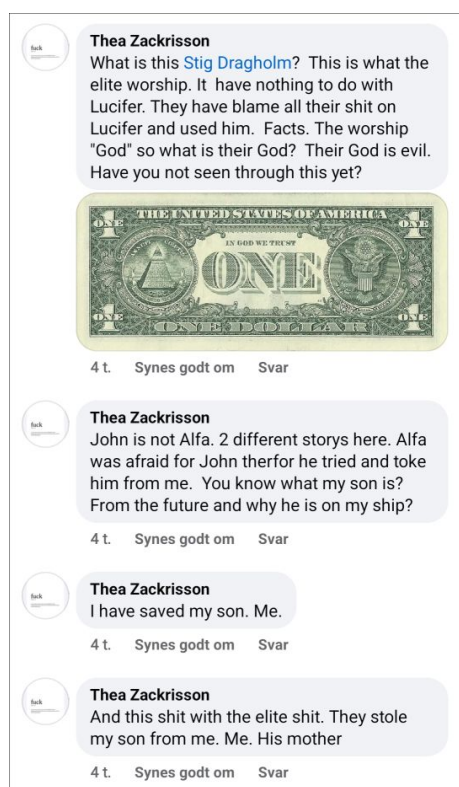 fuck
Thea Zackrisson
What is this Stig Dragholm?  This is what the
elite worship. It  have nothing to do with
Lucifer. They have blame all their shit on
Lucifer and used him.  Facts. The worship
"God" so what is their God?  Their God is evil.
Have you not seen through this yet?
THE UNITED STATES OF AMERICA
ONE
ONE
IN GOD WE TRUST
ONE
ONE
ONE
ONE DOLLAR
4 t. Synes godt om Svar
fuck
Thea Zackrisson
John is not Alfa. 2 different storys here. Alfa
was afraid for John therfor he tried and toke
him from me.  You know what my son is?
From the future and why he is on my ship?
4 t. Synes godt om Svar
fuck
Thea Zackrisson
I have saved my son. Me.
4 t. Synes godt om Svar
fuck
Thea Zackrisson
And this shit with the elite shit. They stole
my son from me. Me. His mother
4 t. Synes godt om Svar